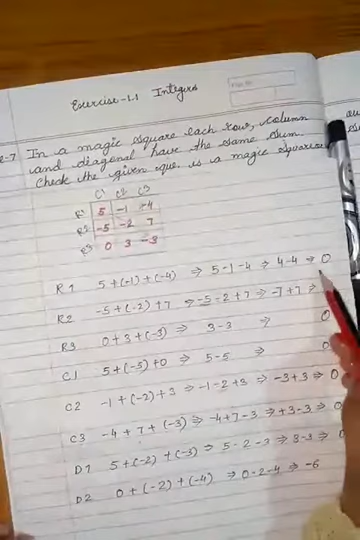 Exercise-1.1 Integers
e-7 In a magic square each row, column
and diagonal have the same sum.
Check the given sque. is a magic square
C1 C2 C3
R1 5 -1 -4
R2 -5 -2 7
R3 0 3 -3
R1 5+(-1)+(-4) ⇒ 5-1-4 ⇒ 4-4 ⇒ 0
R2 -5+(-2)+7 ⇒ -5-2+7 ⇒ -7+7 ⇒
R3 0+3+(-3) ⇒ 3-3 ⇒ 0
C1 5+(-5)+0 ⇒ 5-5 ⇒ 0
C2 -1+(-2)+3 ⇒ -1-2+3 ⇒ -3+3 ⇒ 0
C3 -4+7+(-3) ⇒ -4+7-3 ⇒ +3-3 ⇒ 0
D1 5+(-2)+(-3) ⇒ 5-2-3 ⇒ 3-3 ⇒ 0
D2 0+(-2)+(-4) ⇒ 0-2-4 ⇒ -6